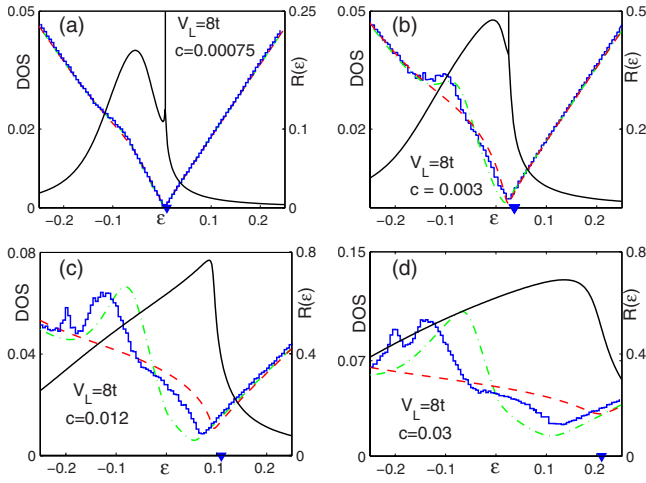 (a)
V_L=8t
c=0.00075
DOS
0.05
0.02
0
0.25
0.1
0
R(ε)
−0.2 −0.1 ε 0.1 0.2
(b)
V_L=8t
c = 0.003
DOS
0.05
0.02
0
0.5
0.2
0
R(ε)
−0.2 −0.1 ε 0.1 0.2
(c)
V_L=8t
c=0.012
DOS
0.08
0.04
0
0.8
0.4
0
R(ε)
−0.2 −0.1 ε 0.1 0.2
(d)
V_L=8t
c=0.03
DOS
0.15
0.07
0
0.8
0.4
0
R(ε)
−0.2 −0.1 ε 0 0.1 0.2